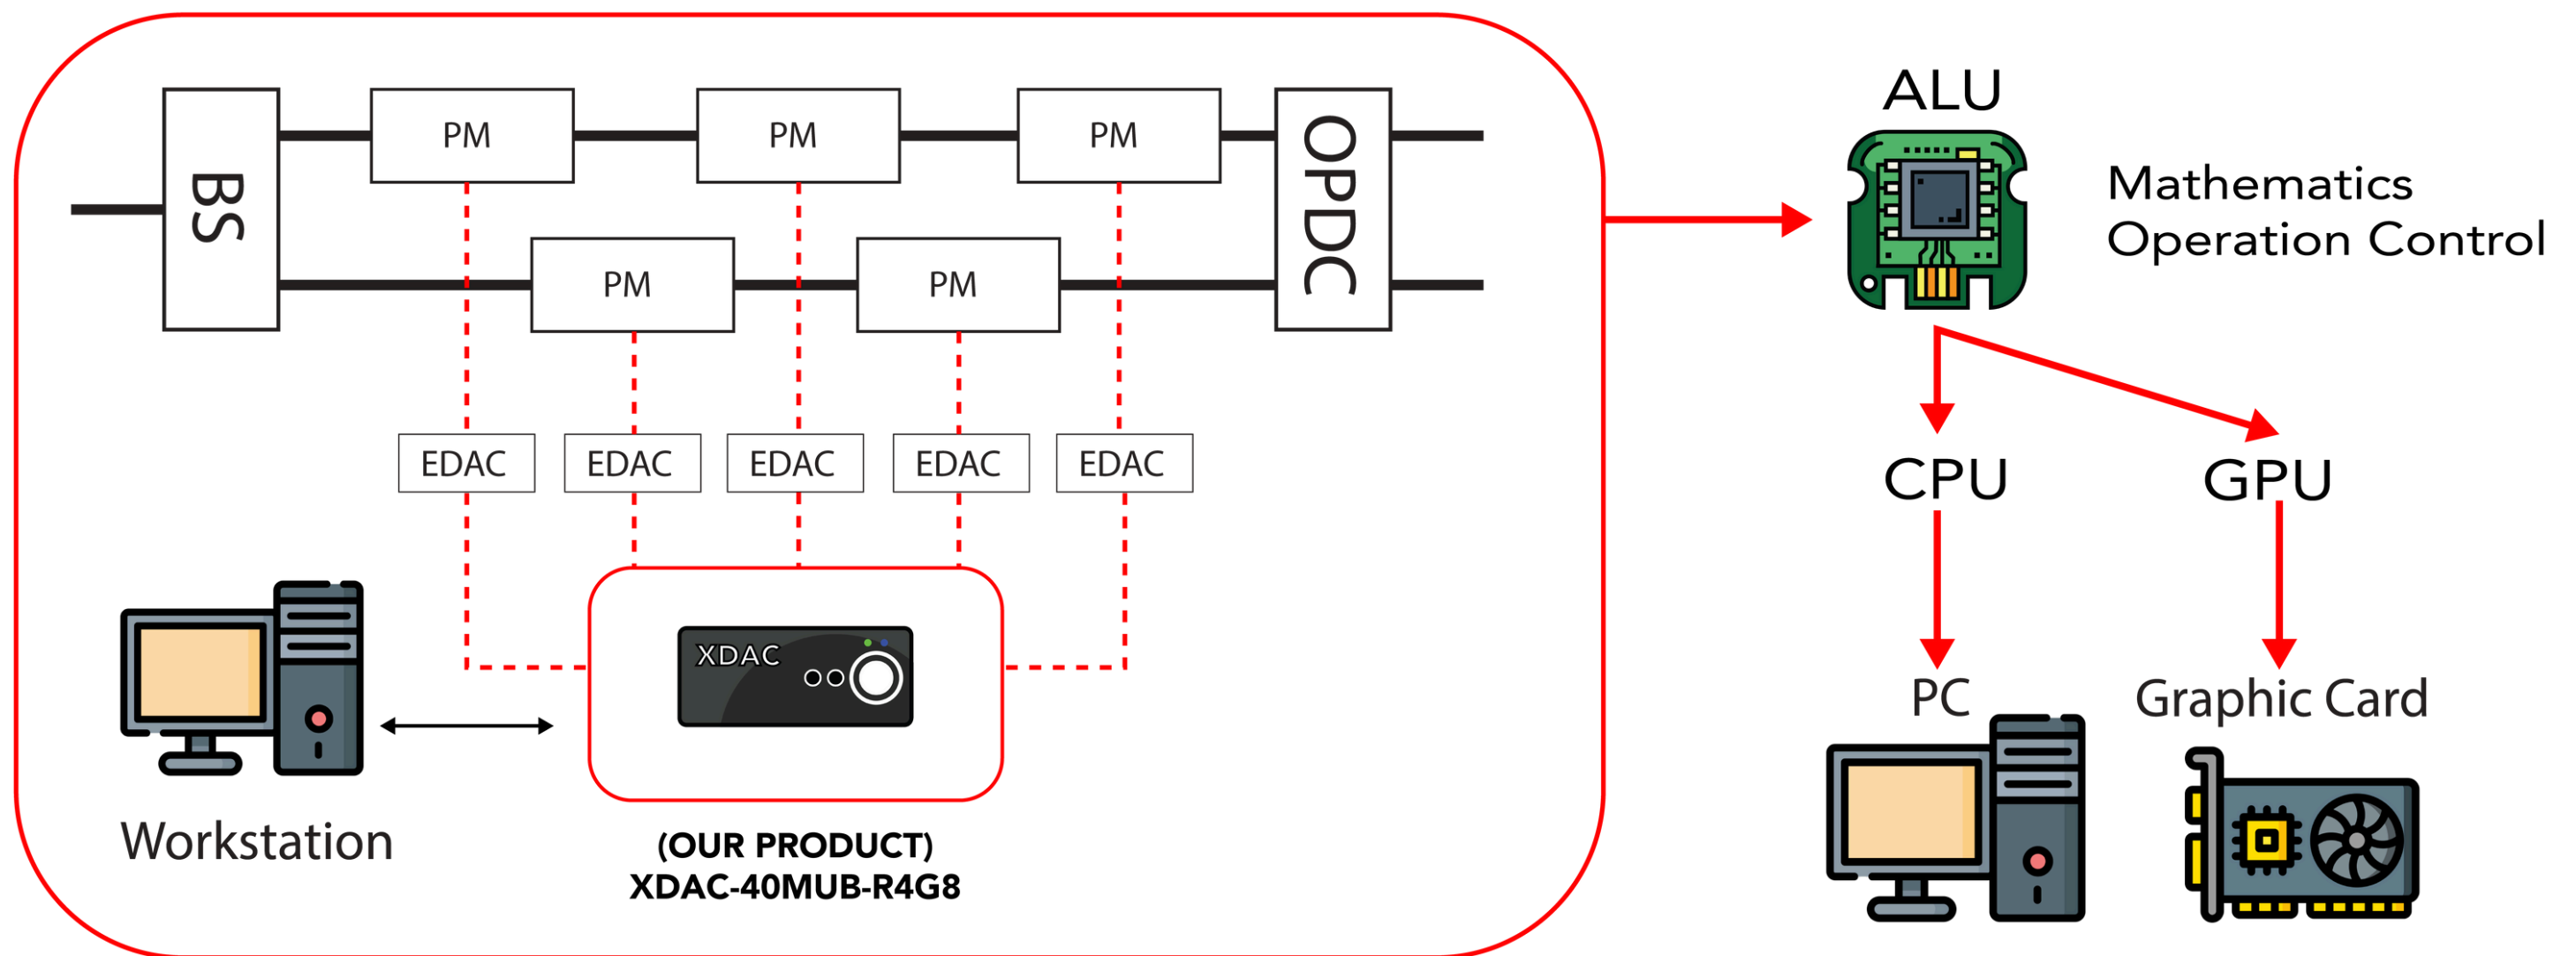 BS
PM
PM
PM
OPDC
PM
PM
EDAC
EDAC
EDAC
EDAC
EDAC
XDAC
Workstation
(OUR PRODUCT)
XDAC-40MUB-R4G8
ALU
Mathematics
Operation Control
CPU
GPU
PC
Graphic Card